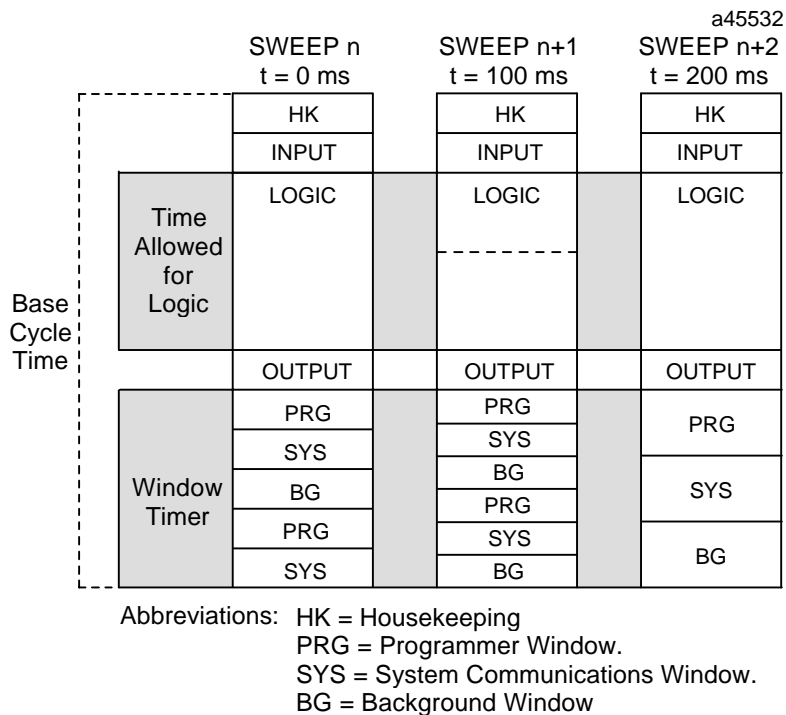 a45532
SWEEP n SWEEP n+1 SWEEP n+2
t = 0 ms t = 100 ms t = 200 ms
HK HK HK
INPUT INPUT INPUT
LOGIC LOGIC LOGIC
Time
Allowed
for
Logic
Base
Cycle
Time
OUTPUT OUTPUT OUTPUT
Window
Timer
PRG
SYS
BG
PRG
SYS
PRG
SYS
BG
PRG
SYS
BG
PRG
SYS
BG
Abbreviations: HK = Housekeeping
PRG = Programmer Window.
SYS = System Communications Window.
BG = Background Window